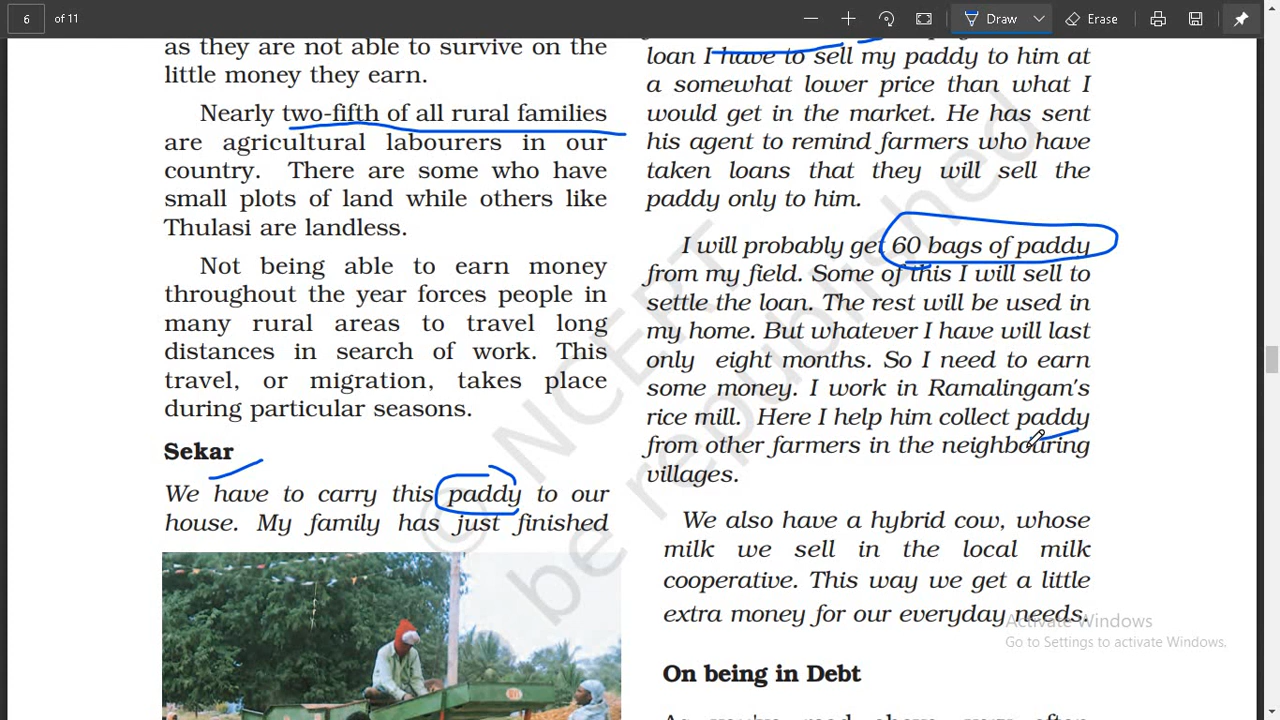 6 of 11
Draw
Erase
as they are not able to survive on the
little money they earn.
Nearly two-fifth of all rural families
are agricultural labourers in our
country. There are some who have
small plots of land while others like
Thulasi are landless.
Not being able to earn money
throughout the year forces people in
many rural areas to travel long
distances in search of work. This
travel, or migration, takes place
during particular seasons.
Sekar
We have to carry this paddy to our
house. My family has just finished
loan I have to sell my paddy to him at
a somewhat lower price than what I
would get in the market. He has sent
his agent to remind farmers who have
taken loans that they will sell the
paddy only to him.
I will probably get 60 bags of paddy
from my field. Some of this I will sell to
settle the loan. The rest will be used in
my home. But whatever I have will last
only eight months. So I need to earn
some money. I work in Ramalingam's
rice mill. Here I help him collect paddy
from other farmers in the neighbouring
villages.
We also have a hybrid cow, whose
milk we sell in the local milk
cooperative. This way we get a little
extra money for our everyday needs.
On being in Debt
© NCERT
be republished
Activate Windows
Go to Settings to activate Windows.